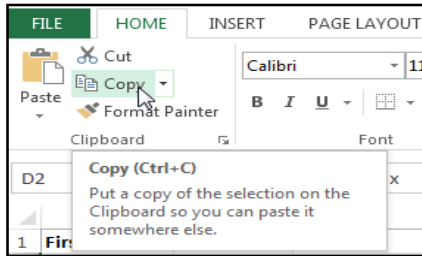 FILE HOME INSERT PAGE LAYOUT
Cut
Calibri 11
Copy
Paste
Format Painter
B I U
Clipboard Font
D2
Copy (Ctrl+C)
x
Put a copy of the selection on the
Clipboard so you can paste it
somewhere else.
1 Firs